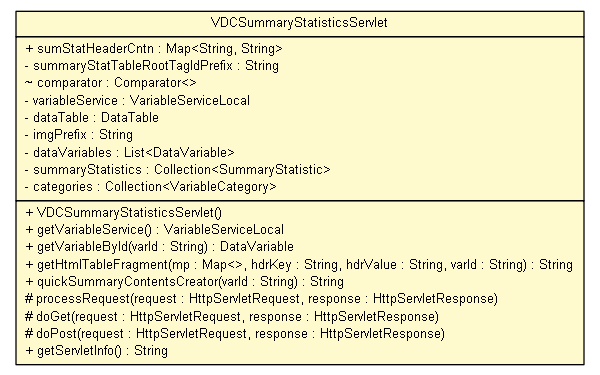 VDCSummaryStatisticsServlet
+ sumStatHeaderCntn : Map<String, String>
- summaryStatTableRootTagIdPrefix : String
~ comparator : Comparator<>
- variableService : VariableServiceLocal
- dataTable : DataTable
- imgPrefix : String
- dataVariables : List<DataVariable>
- summaryStatistics : Collection<SummaryStatistic>
- categories : Collection<VariableCategory>
+ VDCSummaryStatisticsServlet()
+ getVariableService() : VariableServiceLocal
+ getVariableById(varId : String) : DataVariable
+ getHtmlTableFragment(mp : Map<>, hdrKey : String, hdrValue : String, varId : String) : String
+ quickSummaryContentsCreator(varId : String) : String
# processRequest(request : HttpServletRequest, response : HttpServletResponse)
# doGet(request : HttpServletRequest, response : HttpServletResponse)
# doPost(request : HttpServletRequest, response : HttpServletResponse)
+ getServletInfo() : String